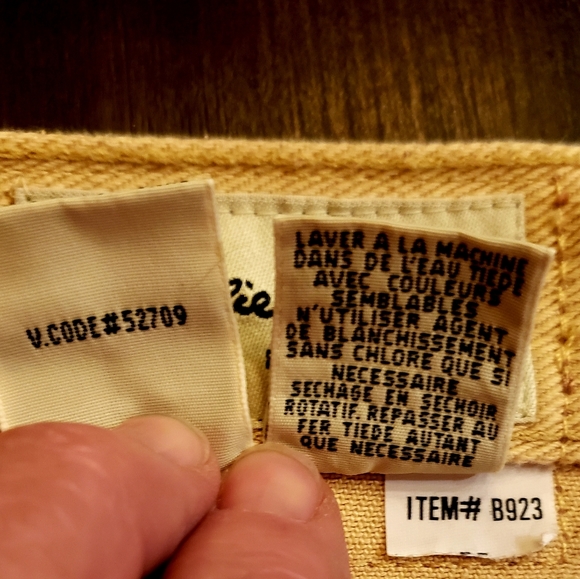 V.CODE#52709
LAVER A LA MACHINE
DANS DE L'EAU TIEDE
AVEC COULEURS
SEMBLABLES
N'UTILISER AGENT
DE BLANCHISSEMENT
SANS CHLORE QUE SI
NECESSAIRE
SECHAGE EN SECHOIR
ROTATIF. REPASSER AU
FER TIEDE AUTANT
QUE NECESSAIRE
ITEM# B923